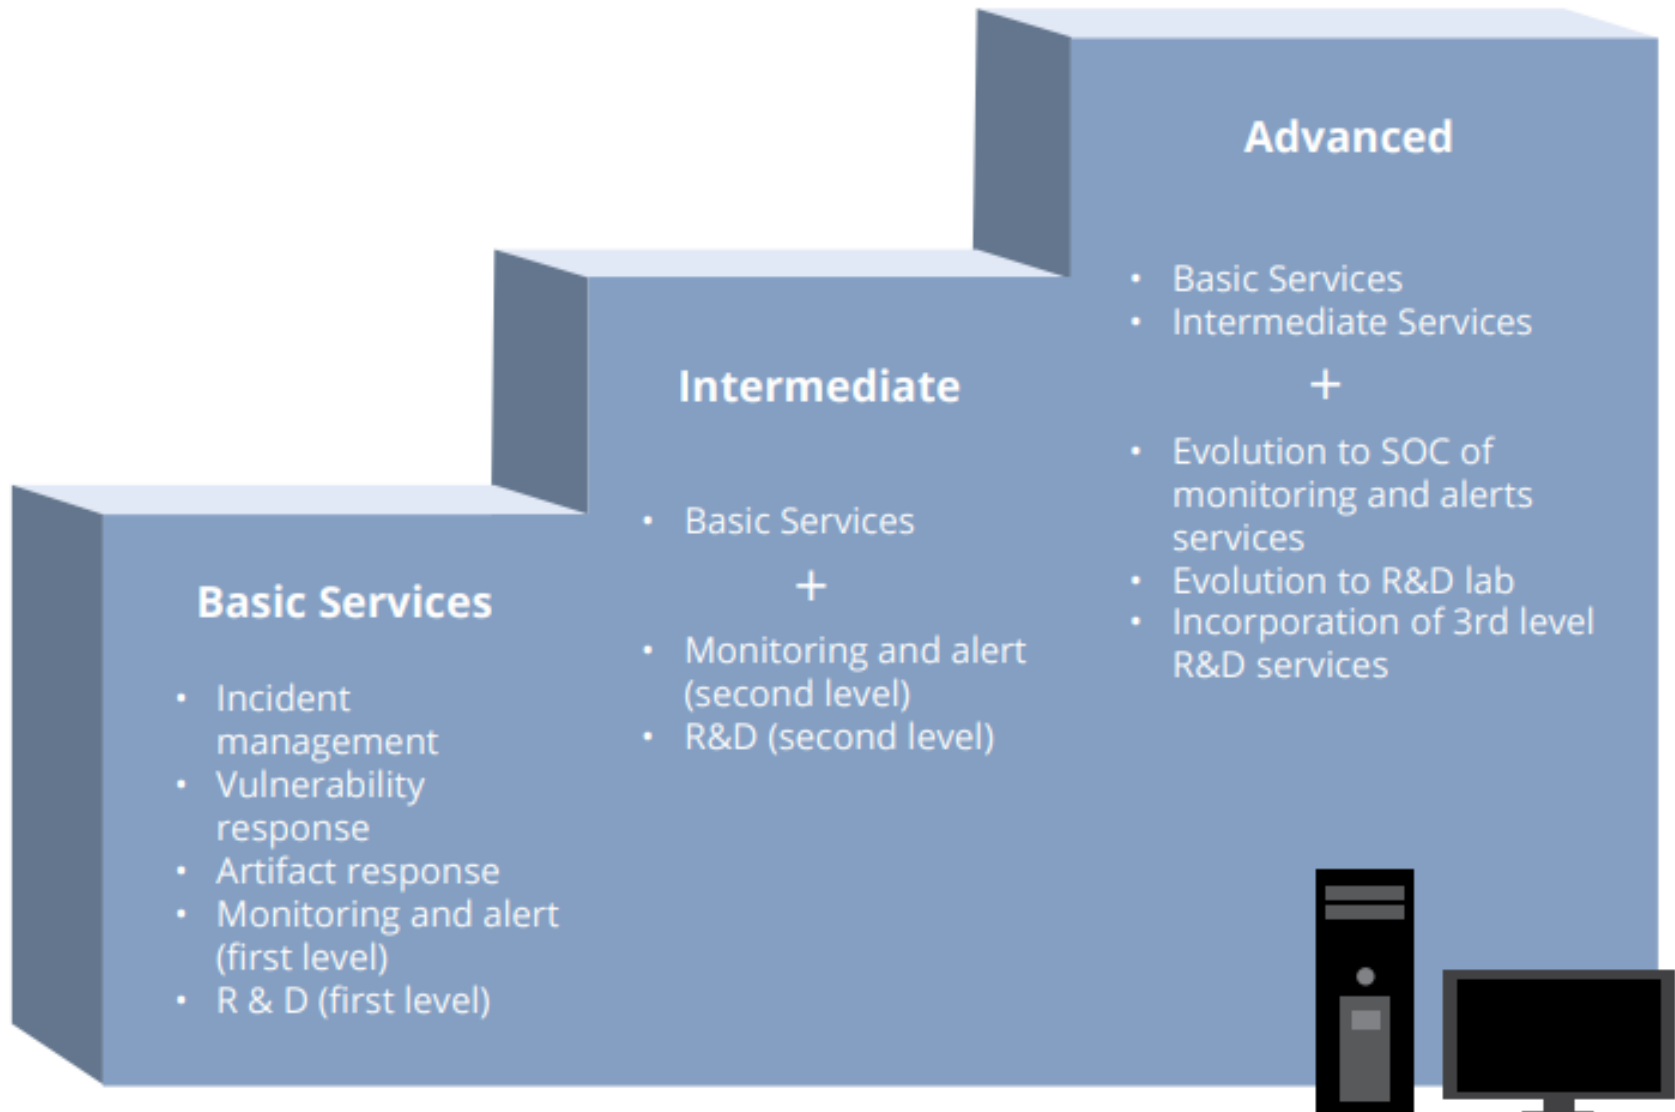 Basic Services
• Incident
management
• Vulnerability
response
• Artifact response
• Monitoring and alert
(first level)
• R & D (first level)
Intermediate
• Basic Services
+
• Monitoring and alert
(second level)
• R&D (second level)
Advanced
• Basic Services
• Intermediate Services
+
• Evolution to SOC of
monitoring and alerts
services
• Evolution to R&D lab
• Incorporation of 3rd level
R&D services